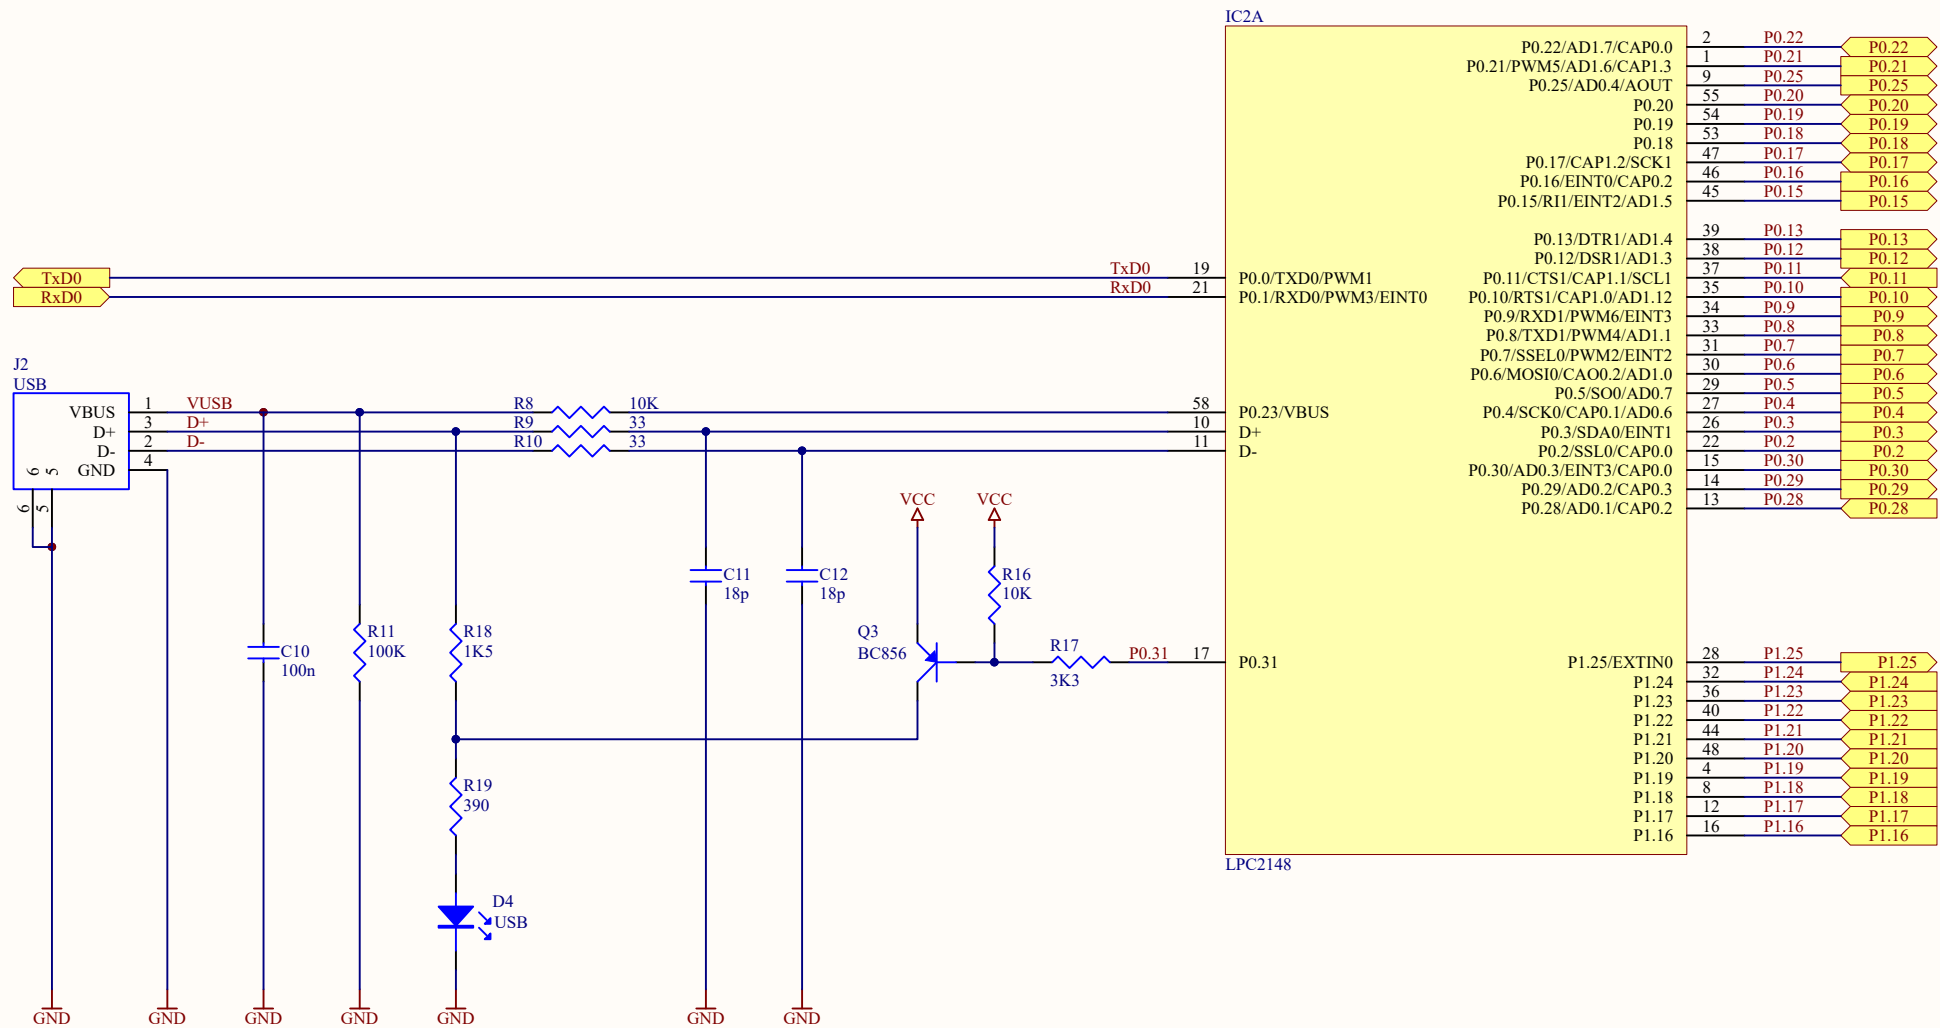 IC2A
P0.22/AD1.7/CAP0.0 2 P0.22 P0.22
P0.21/PWM5/AD1.6/CAP1.3 1 P0.21 P0.21
P0.25/AD0.4/AOUT 9 P0.25 P0.25
P0.20 55 P0.20 P0.20
P0.19 54 P0.19 P0.19
P0.18 53 P0.18 P0.18
P0.17/CAP1.2/SCK1 47 P0.17 P0.17
P0.16/EINT0/CAP0.2 46 P0.16 P0.16
P0.15/RI1/EINT2/AD1.5 45 P0.15 P0.15
P0.13/DTR1/AD1.4 39 P0.13 P0.13
P0.12/DSR1/AD1.3 38 P0.12 P0.12
TxD0 TxD0 19 P0.0/TXD0/PWM1 P0.11/CTS1/CAP1.1/SCL1 37 P0.11 P0.11
RxD0 RxD0 21 P0.1/RXD0/PWM3/EINT0 P0.10/RTS1/CAP1.0/AD1.12 35 P0.10 P0.10
P0.9/RXD1/PWM6/EINT3 34 P0.9 P0.9
P0.8/TXD1/PWM4/AD1.1 33 P0.8 P0.8
P0.7/SSEL0/PWM2/EINT2 31 P0.7 P0.7
J2
P0.6/MOSI0/CAO0.2/AD1.0 30 P0.6 P0.6
USB
P0.5/SO0/AD0.7 29 P0.5 P0.5
VBUS 1 VUSB R8 10K 58 P0.23/VBUS P0.4/SCK0/CAP0.1/AD0.6 27 P0.4 P0.4
D+ 3 D+ R9 33 10 D+ P0.3/SDA0/EINT1 26 P0.3 P0.3
D- 2 D- R10 33 11 D- P0.2/SSL0/CAP0.0 22 P0.2 P0.2
6 5 GND 4 P0.30/AD0.3/EINT3/CAP0.0 15 P0.30 P0.30
P0.29/AD0.2/CAP0.3 14 P0.29 P0.29
6 5 VCC VCC P0.28/AD0.1/CAP0.2 13 P0.28 P0.28
C11 C12 R16
18p 18p 10K
R11 R18 Q3 R17
100K 1K5 BC856 3K3
C10
100n
P0.31 17 P0.31 P1.25/EXTIN0 28 P1.25 P1.25
P1.24 32 P1.24 P1.24
P1.23 36 P1.23 P1.23
P1.22 40 P1.22 P1.22
P1.21 44 P1.21 P1.21
P1.20 48 P1.20 P1.20
P1.19 4 P1.19 P1.19
P1.18 8 P1.18 P1.18
P1.17 12 P1.17 P1.17
P1.16 16 P1.16 P1.16
R19
390
LPC2148
D4
USB
GND GND GND GND GND GND GND